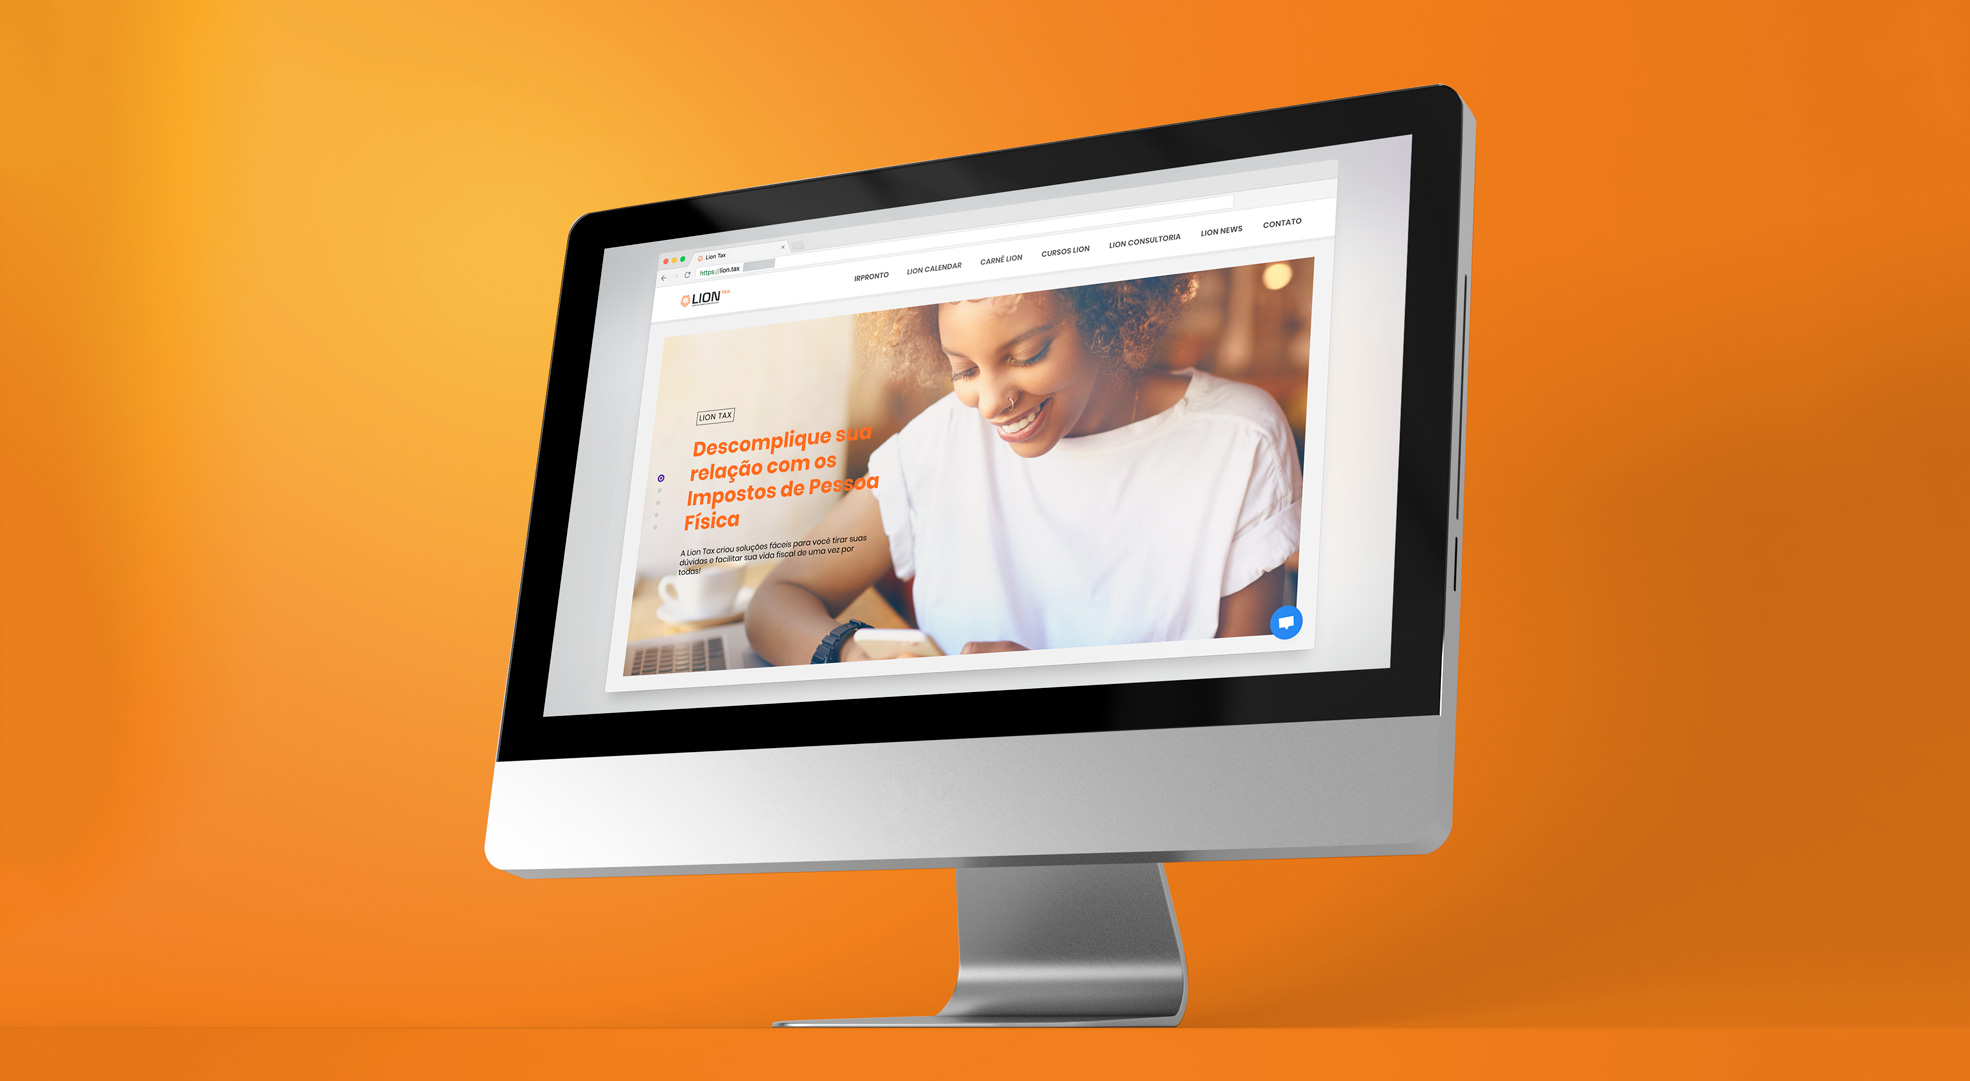 Lion Tax
https://lion.tax
LION TAX
IRPRONTO LION CALENDAR CARNÊ LION CURSOS LION LION CONSULTORIA LION NEWS CONTATO
LION TAX
Descomplique sua
relação com os
Impostos de Pessoa
Física
A Lion Tax criou soluções fáceis para você tirar suas
dúvidas e facilitar sua vida fiscal de uma vez por
todas!